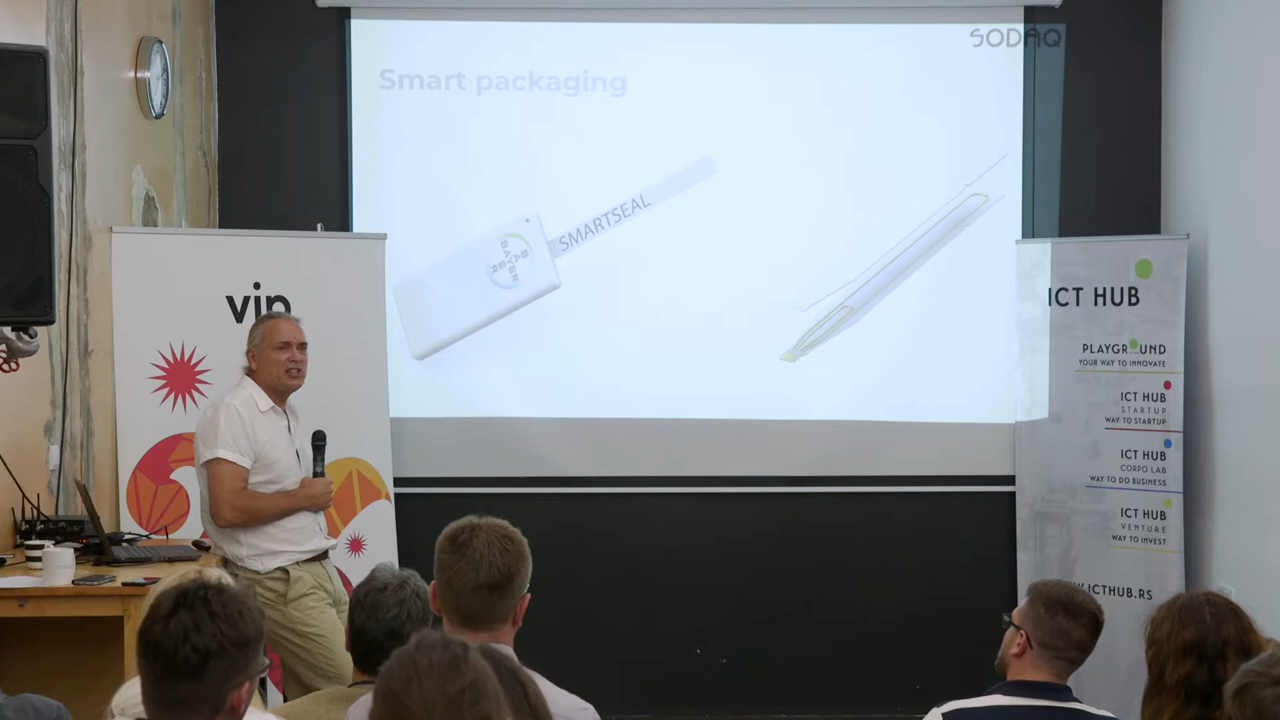 SODAQ
Smart packaging
SMARTSEAL
BAYER
BAYER
vip
ICT HUB
PLAYGROUND
YOUR WAY TO INNOVATE
ICT HUB
STARTUP
WAY TO STARTUP
ICT HUB
CORPO LAB
WAY TO DO BUSINESS
ICT HUB
VENTURE
WAY TO INVEST
W.ICTHUB.RS